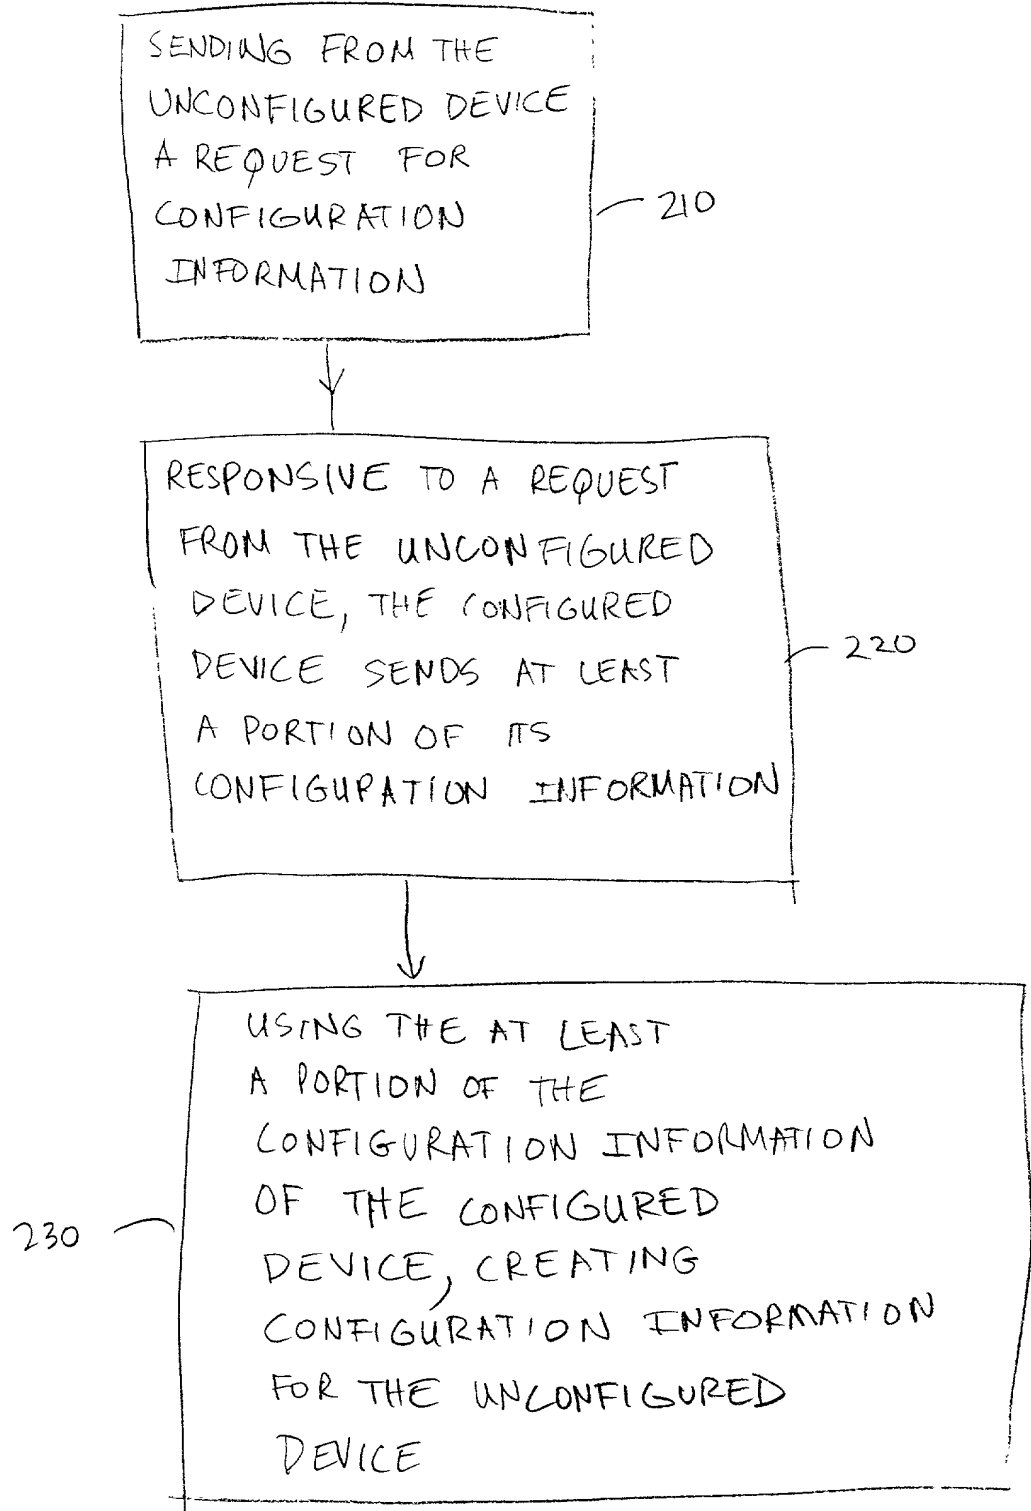 SENDING FROM THE
UNCONFIGURED DEVICE
A REQUEST FOR
CONFIGURATION
INFORMATION
210
RESPONSIVE TO A REQUEST
FROM THE UNCONFIGURED
DEVICE, THE CONFIGURED
DEVICE SENDS AT LEAST
A PORTION OF ITS
CONFIGURATION INFORMATION
220
USING THE AT LEAST
A PORTION OF THE
CONFIGURATION INFORMATION
OF THE CONFIGURED
DEVICE, CREATING
CONFIGURATION INFORMATION
FOR THE UNCONFIGURED
DEVICE
230